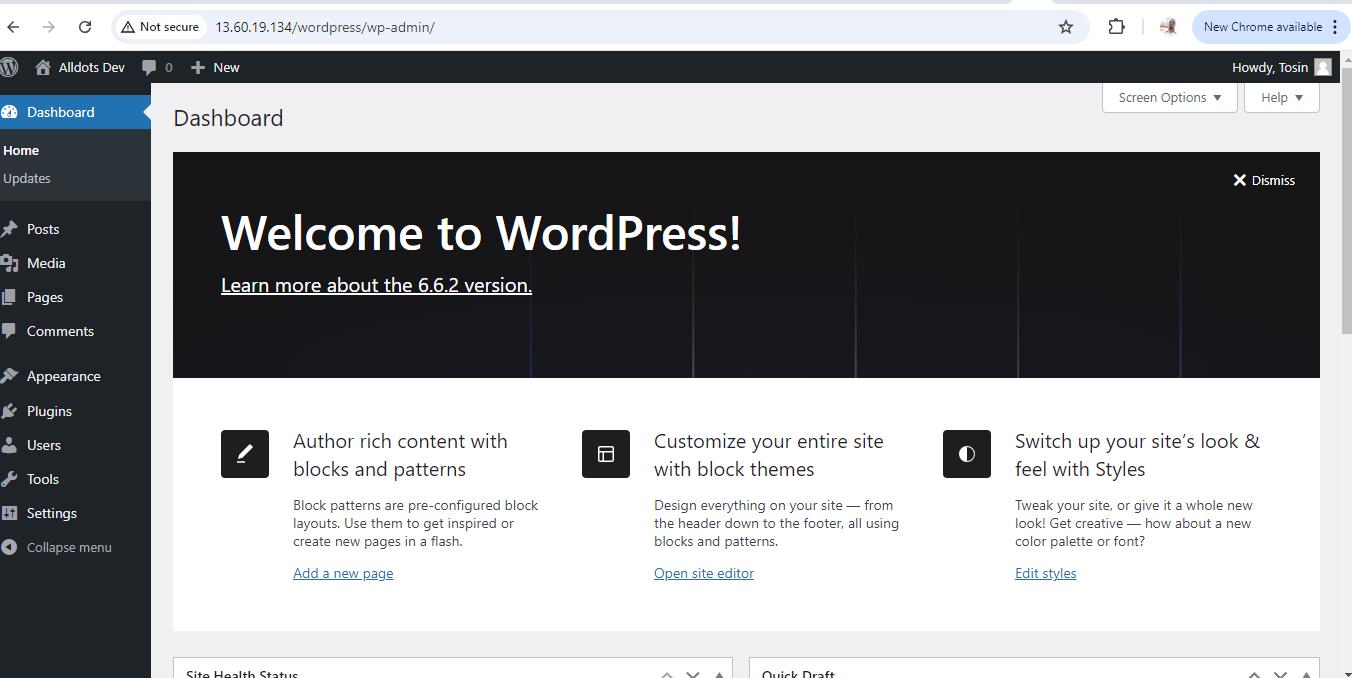 Not secure 13.60.19.134/wordpress/wp-admin/ New Chrome available
Alldots Dev 0 New Howdy, Tosin
Dashboard
Home
Updates
Posts
Media
Pages
Comments
Appearance
Plugins
Users
Tools
Settings
Collapse menu
Screen Options Help
Dashboard
Dismiss
Welcome to WordPress!
Learn more about the 6.6.2 version.
Author rich content with
blocks and patterns
Block patterns are pre-configured block
layouts. Use them to get inspired or
create new pages in a flash.
Add a new page
Customize your entire site
with block themes
Design everything on your site — from
the header down to the footer, all using
blocks and patterns.
Open site editor
Switch up your site’s look &
feel with Styles
Tweak your site, or give it a whole new
look! Get creative — how about a new
color palette or font?
Edit styles
Site Health Status
Quick Draft